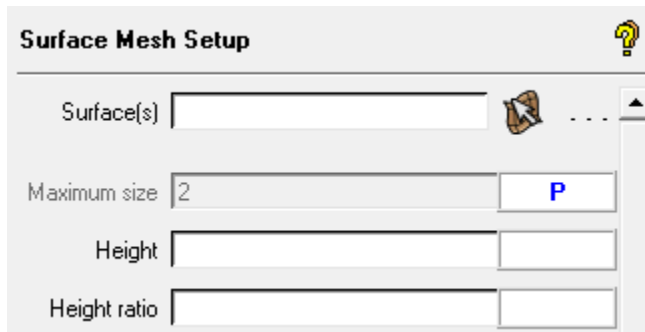 Surface Mesh Setup
Surface(s) ...
Maximum size 2 P
Height
Height ratio